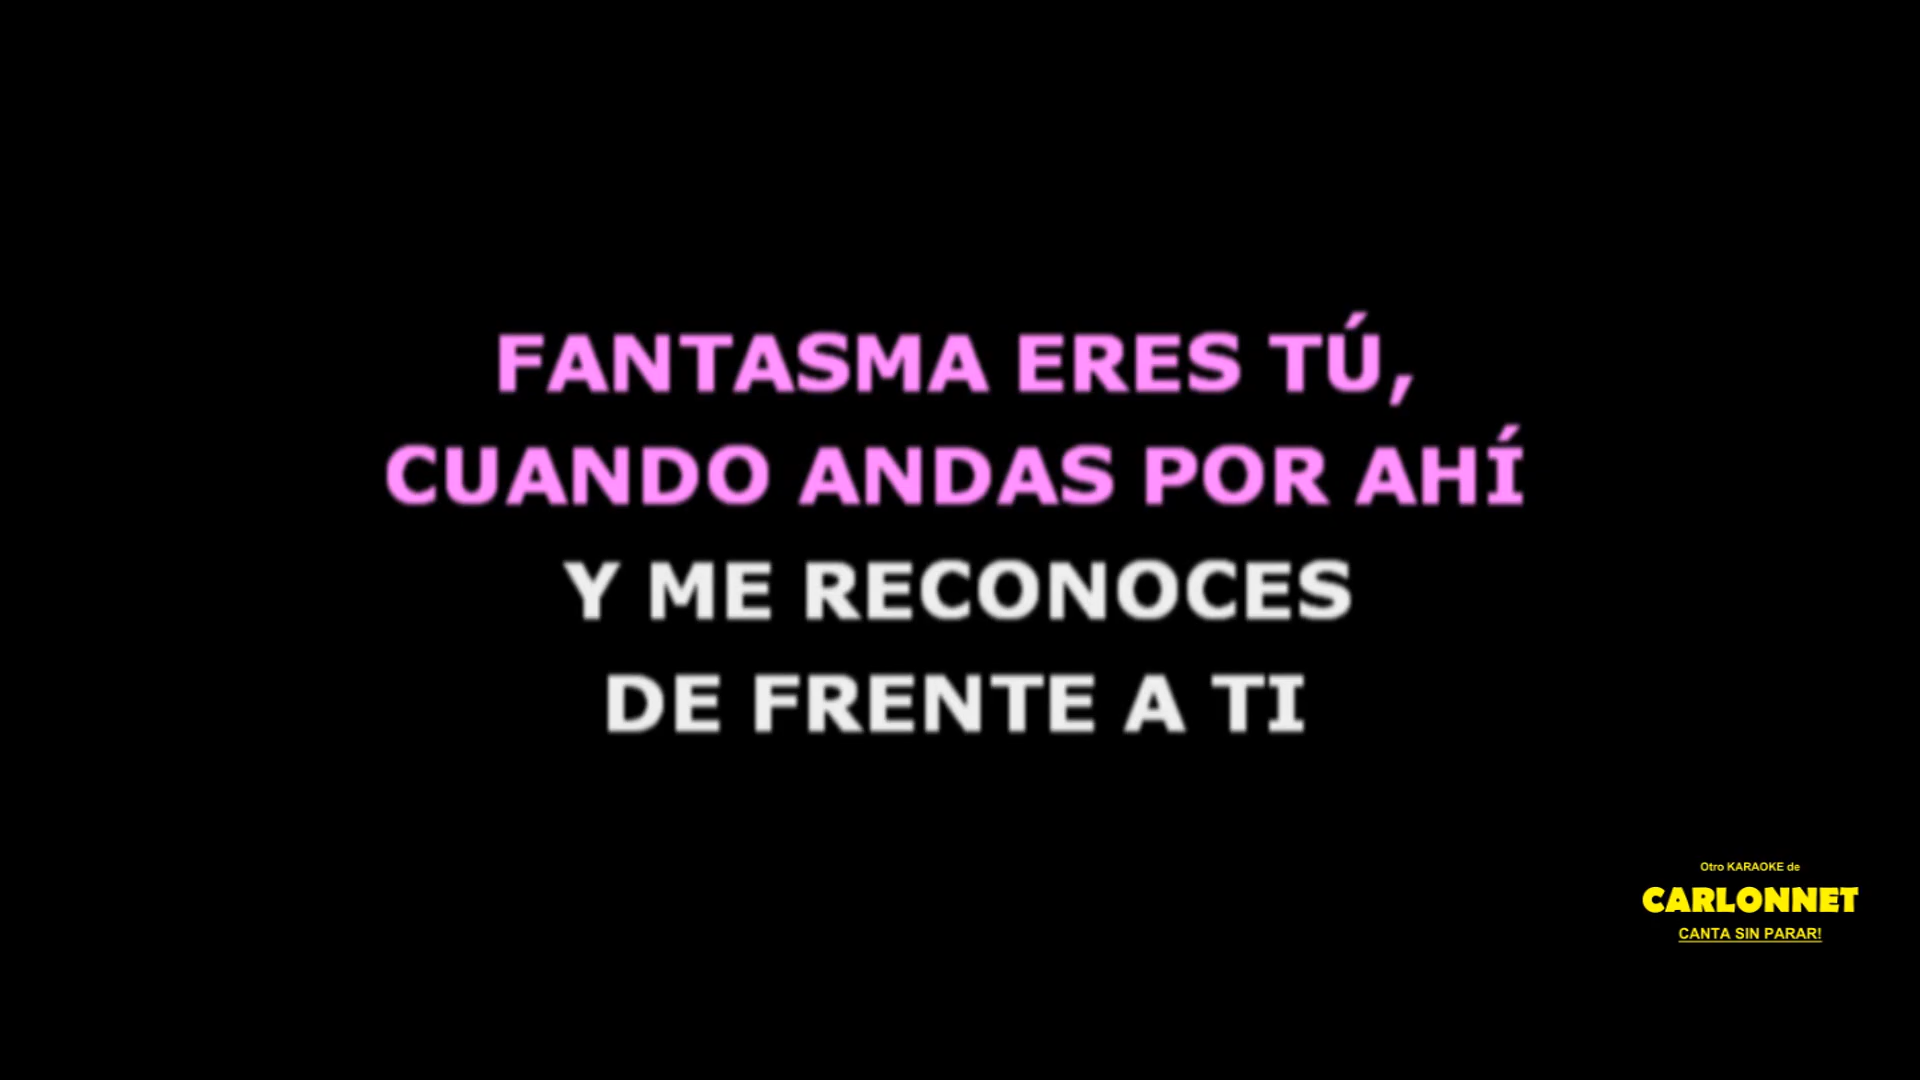 FANTASMA ERES TÚ,
CUANDO ANDAS POR AHÍ
Y ME RECONOCES
DE FRENTE A TI
Otro KARAOKE de
CARLONNET
CANTA SIN PARAR!